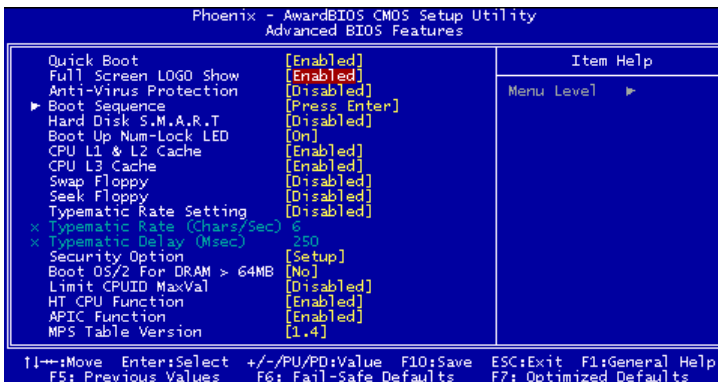 Phoenix - AwardBIOS CMOS Setup Utility
Advanced BIOS Features
Quick Boot [Enabled]
Full Screen LOGO Show [Enabled]
Anti-Virus Protection [Disabled]
► Boot Sequence [Press Enter]
Hard Disk S.M.A.R.T [Disabled]
Boot Up Num-Lock LED [On]
CPU L1 & L2 Cache [Enabled]
CPU L3 Cache [Enabled]
Swap Floppy [Disabled]
Seek Floppy [Disabled]
Typematic Rate Setting [Disabled]
x Typematic Rate (Chars/Sec) 6
x Typematic Delay (Msec) 250
Security Option [Setup]
Boot OS/2 For DRAM > 64MB [No]
Limit CPUID MaxVal [Disabled]
HT CPU Function [Enabled]
APIC Function [Enabled]
MPS Table Version [1.4]
Item Help
Menu Level ►
↑↓→←:Move Enter:Select +/-/PU/PD:Value F10:Save ESC:Exit F1:General Help
F5: Previous Values F6: Fail-Safe Defaults F7: Optimized Defaults